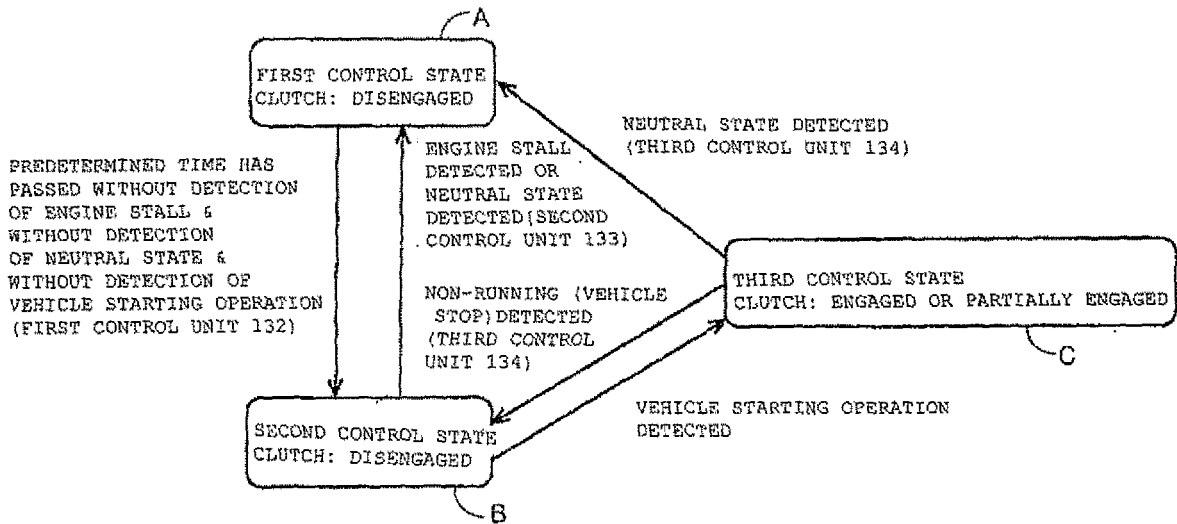 A
FIRST CONTROL STATE
CLUTCH: DISENGAGED
NEUTRAL STATE DETECTED
(THIRD CONTROL UNIT 134)
PREDETERMINED TIME HAS
PASSED WITHOUT DETECTION
OF ENGINE STALL &
WITHOUT DETECTION
OF NEUTRAL STATE &
WITHOUT DETECTION OF
VEHICLE STARTING OPERATION
(FIRST CONTROL UNIT 132)
ENGINE STALL
DETECTED OR
NEUTRAL STATE
DETECTED(SECOND
CONTROL UNIT 133)
THIRD CONTROL STATE
CLUTCH: ENGAGED OR PARTIALLY ENGAGED
C
NON-RUNNING (VEHICLE
STOP)DETECTED
(THIRD CONTROL
UNIT 134)
VEHICLE STARTING OPERATION
DETECTED
SECOND CONTROL STATE
CLUTCH: DISENGAGED
B